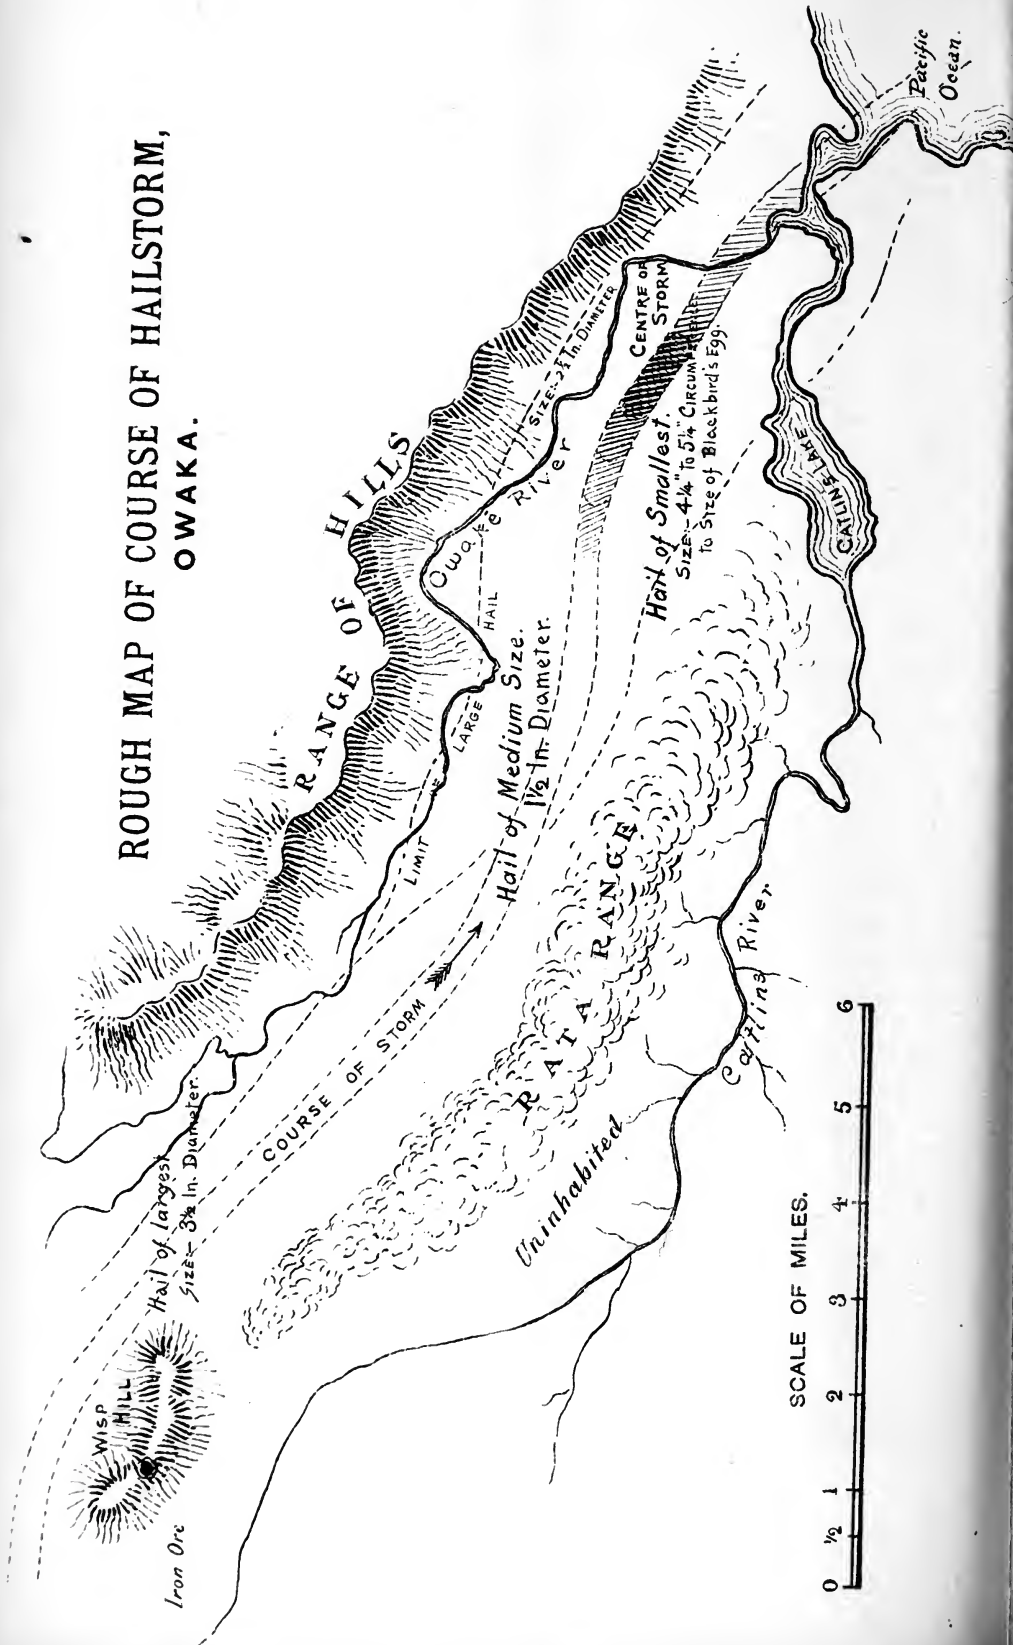 ROUGH MAP OF COURSE OF HAILSTORM,
OWAKA.
RANGE OF HILLS
WISP
HILL
Iron Ore
Hail of largest
SIZE:- 3½ In. Diameter.
COURSE OF STORM
LIMIT LARGE HAIL
SIZE:- 2½ In. DIAMETER
Owake River
Hail of Medium Size.
1½ In. Diameter.
CENTRE OF
STORM
Hail of Smallest.
SIZE:- 4¼" to 5¼" CIRCUMFERENCE
to Size of Blackbird's Egg.
RATA RANGE
Uninhabited
Catlins River
CATLINS LAKE
Pacific
Ocean.
SCALE OF MILES.
0 ½ 1 2 3 4 5 6